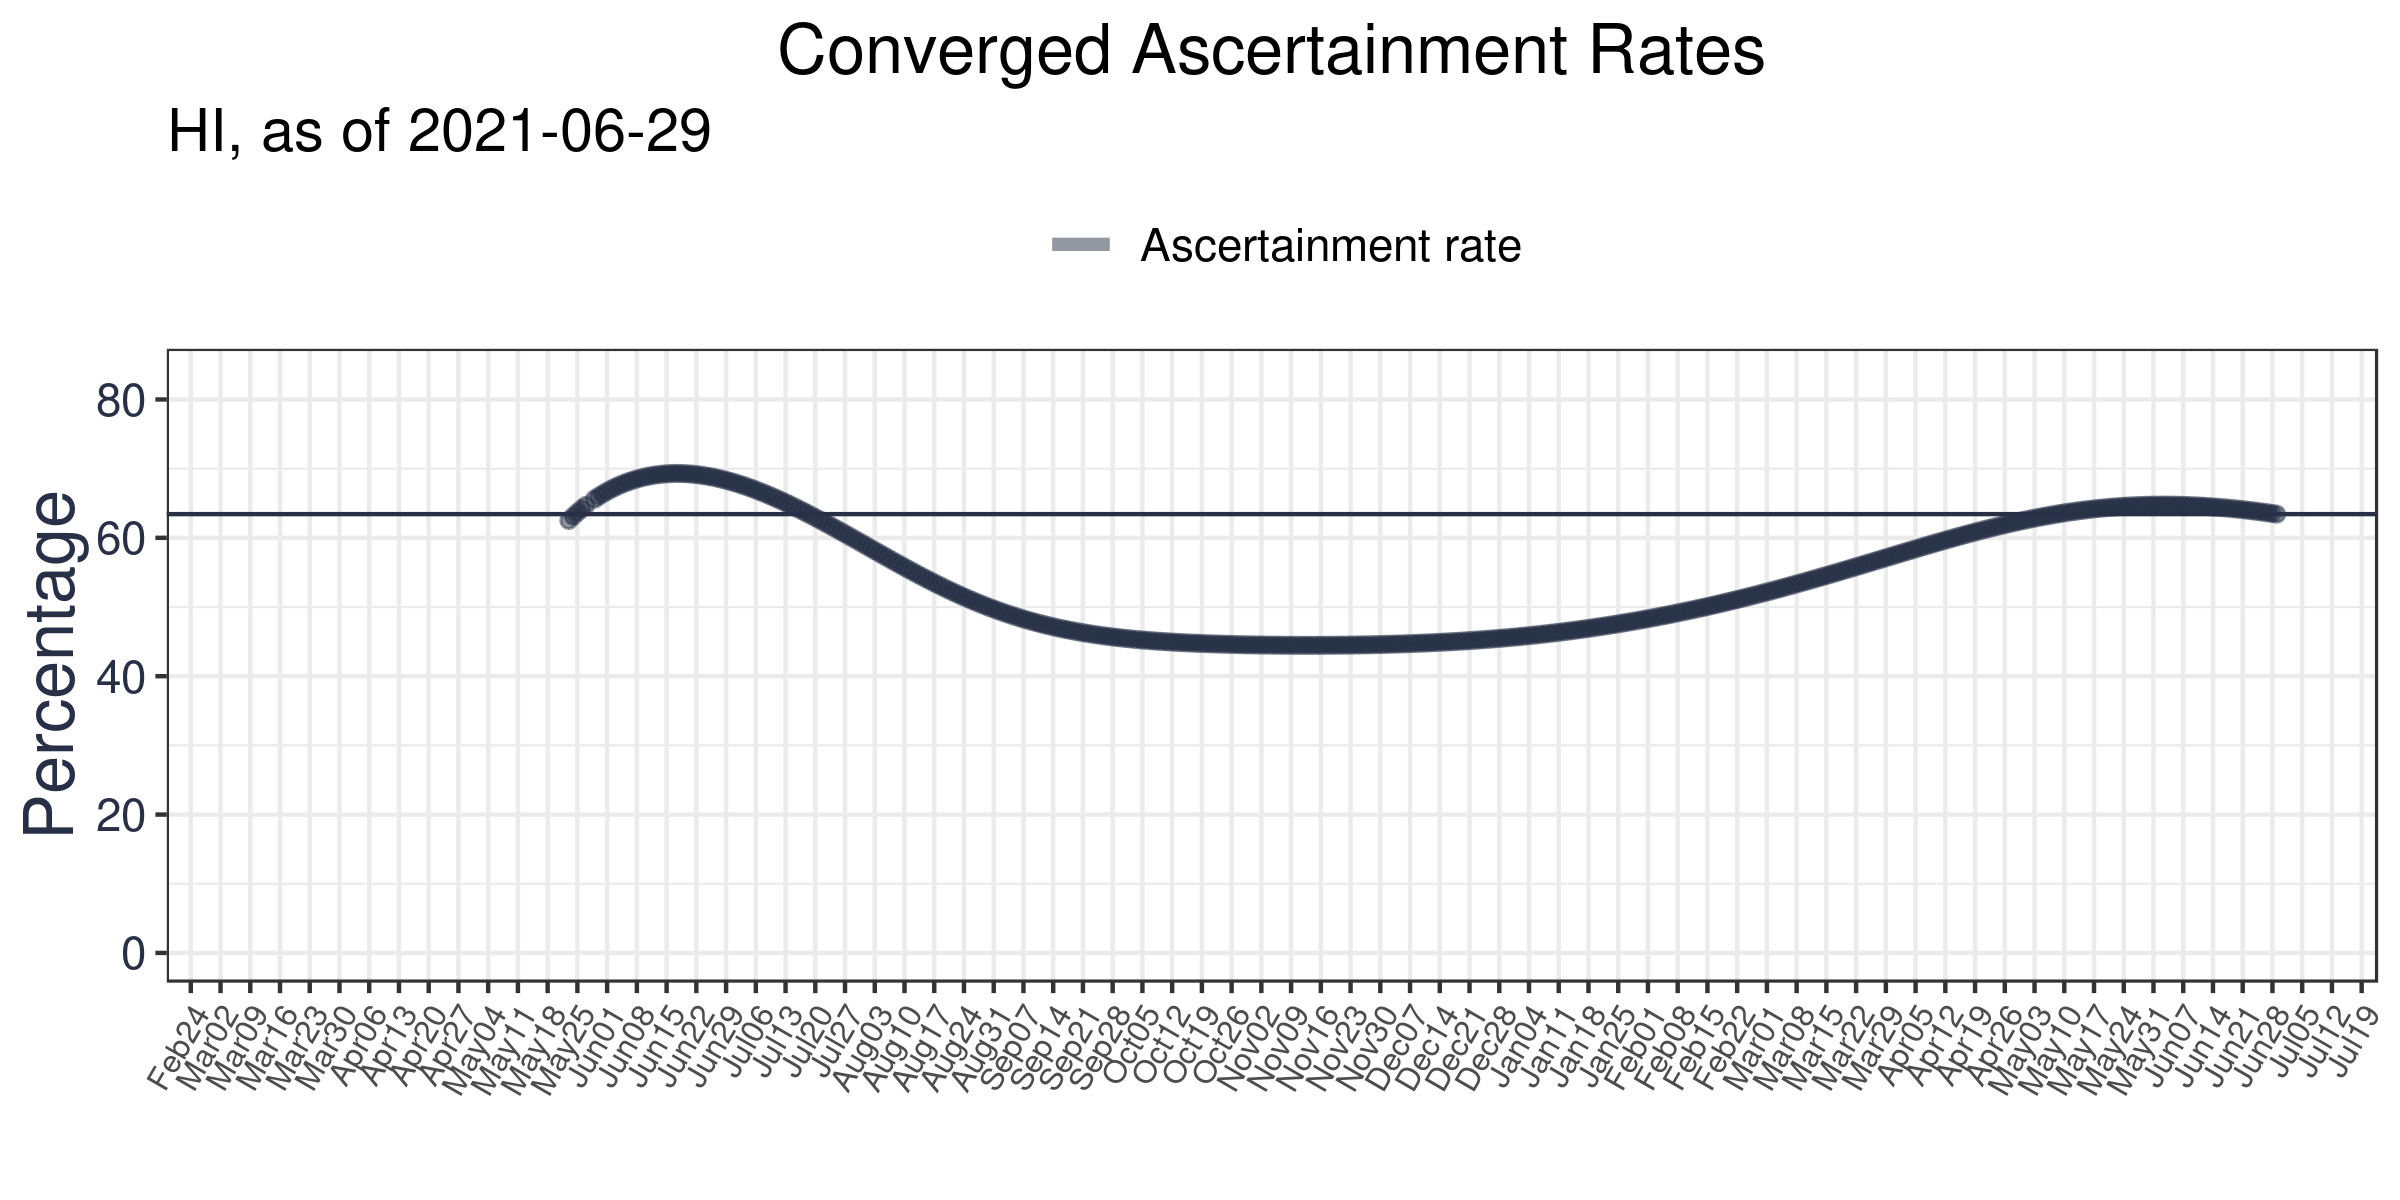 Converged Ascertainment Rates
HI, as of 2021-06-29
Ascertainment rate
Percentage
80
60
40
20
0
Feb24
Mar02
Mar09
Mar16
Mar23
Mar30
Apr06
Apr13
Apr20
Apr27
May04
May11
May18
May25
Jun01
Jun08
Jun15
Jun22
Jun29
Jul06
Jul13
Jul20
Jul27
Aug03
Aug10
Aug17
Aug24
Aug31
Sep07
Sep14
Sep21
Sep28
Oct05
Oct12
Oct19
Oct26
Nov02
Nov09
Nov16
Nov23
Nov30
Dec07
Dec14
Dec21
Dec28
Jan04
Jan11
Jan18
Jan25
Feb01
Feb08
Feb15
Feb22
Mar01
Mar08
Mar15
Mar22
Mar29
Apr05
Apr12
Apr19
Apr26
May03
May10
May17
May24
May31
Jun07
Jun14
Jun21
Jun28
Jul05
Jul12
Jul19